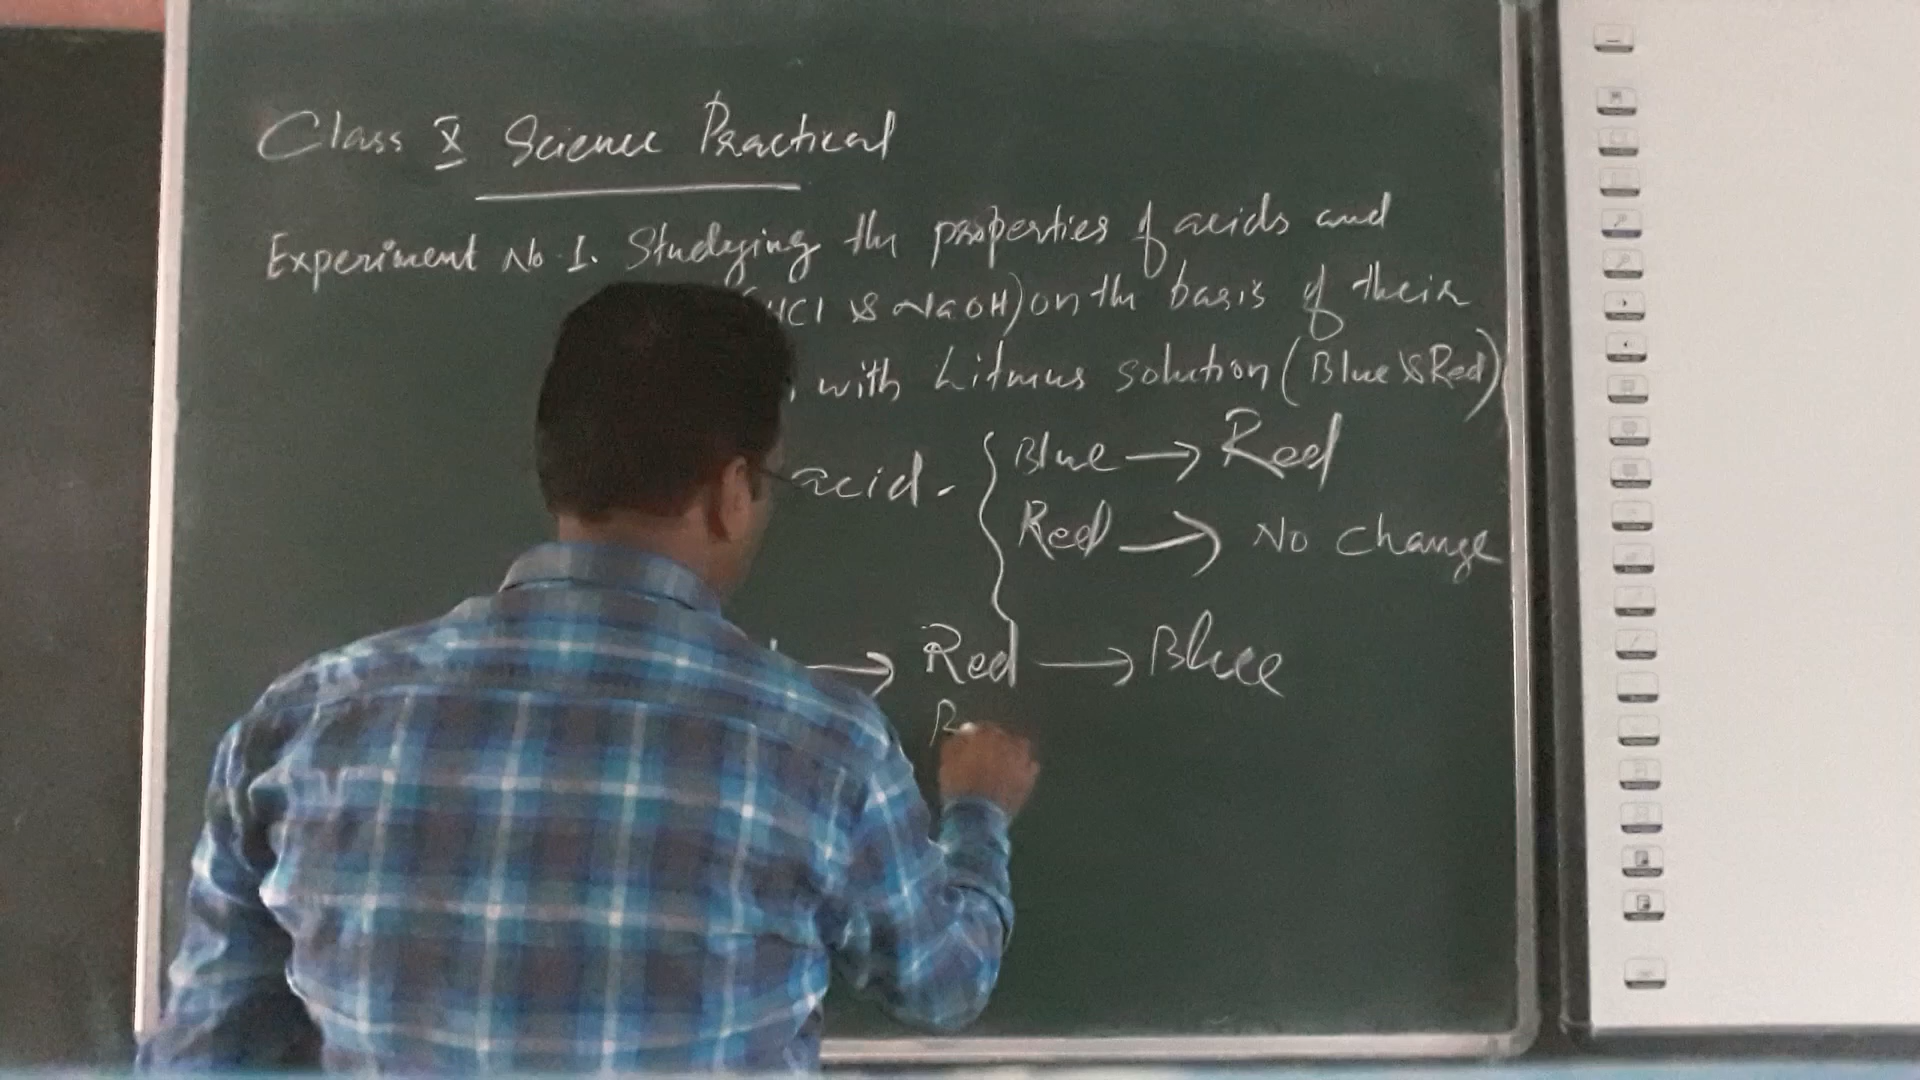 Class X Science Practical
Experiment No 1. Studying the properties of acids and
HCl & NaOH) on the basis of their
with Litmus solution (Blue & Red)
acid. { Blue → Red
Red → No change
→ Red → Blue